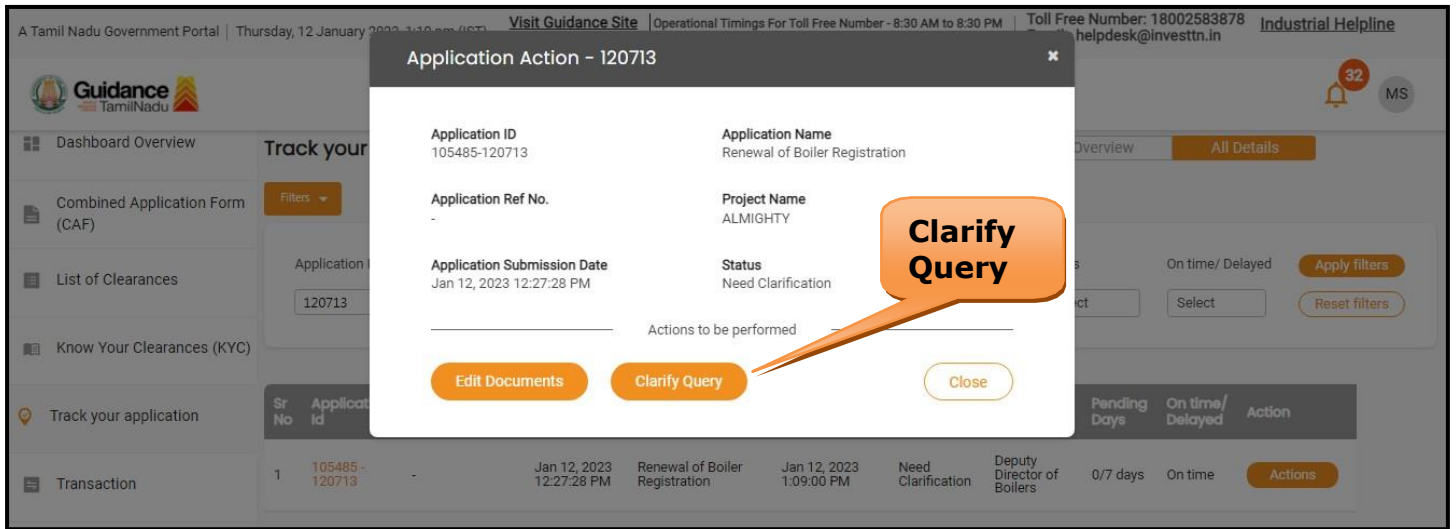 A Tamil Nadu Government Portal | Thursday, 12 January 2023, 1:10 pm (IST)
Visit Guidance Site | Operational Timings For Toll Free Number - 8:30 AM to 8:30 PM | Toll Free Number: 18002583878
helpdesk@investtn.in
Industrial Helpline
Guidance
TamilNadu
32
MS
Application Action - 120713
×
Application ID
105485-120713
Application Name
Renewal of Boiler Registration
Application Ref No.
-
Project Name
ALMIGHTY
Application Submission Date
Jan 12, 2023 12:27:28 PM
Status
Need Clarification
Actions to be performed
Edit Documents
Clarify Query
Close
Clarify
Query
Dashboard Overview
Combined Application Form
(CAF)
List of Clearances
Know Your Clearances (KYC)
Track your application
Transaction
Track your
Overview
All Details
Filters
Application
120713
On time/ Delayed
Select
Apply filters
Reset filters
Sr
No
Applicat
Id
Pending
Days
On time/
Delayed
Action
1
105485 -
120713
-
Jan 12, 2023
12:27:28 PM
Renewal of Boiler
Registration
Jan 12, 2023
1:09:00 PM
Need
Clarification
Deputy
Director of
Boilers
0/7 days
On time
Actions